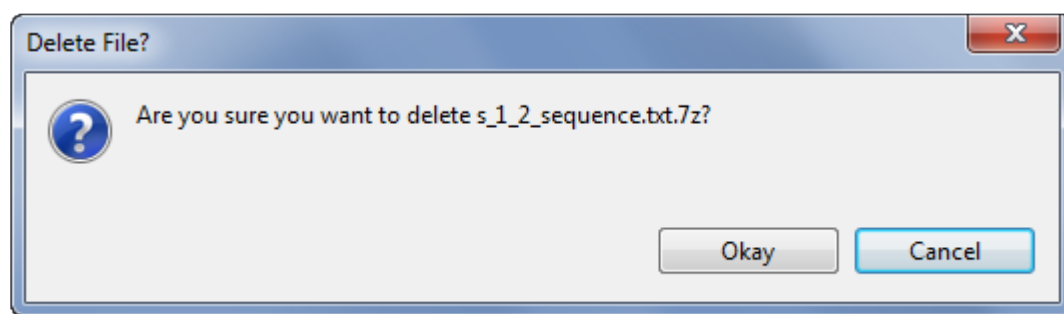 Delete File?
Are you sure you want to delete s_1_2_sequence.txt.7z?
Okay
Cancel